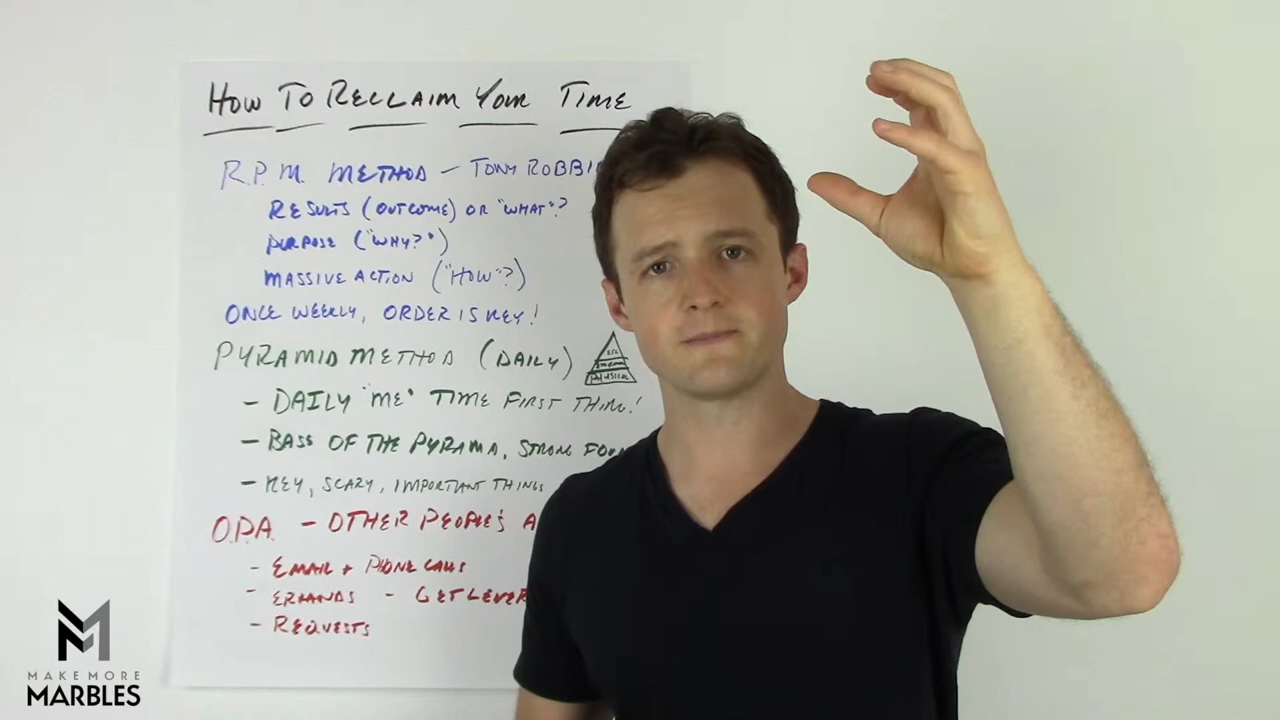 HOW TO RECLAIM YOUR TIME
R.P.M. METHOD - TONY ROBBI
RESULTS (OUTCOME) OR "WHAT"?
PURPOSE ("WHY?")
MASSIVE ACTION ("HOW"?)
ONCE WEEKLY, ORDER IS KEY!
PYRAMID METHOD (DAILY)
- DAILY "ME" TIME FIRST THING!
- BASE OF THE PYRAMID, STRONG FOUN
- KEY, SCARY, IMPORTANT THINGS
O.P.A. - OTHER PEOPLE'S A
- EMAIL + PHONE CALLS
- ERRANDS - GET LEVER
- REQUESTS
MAKE MORE
MARBLES